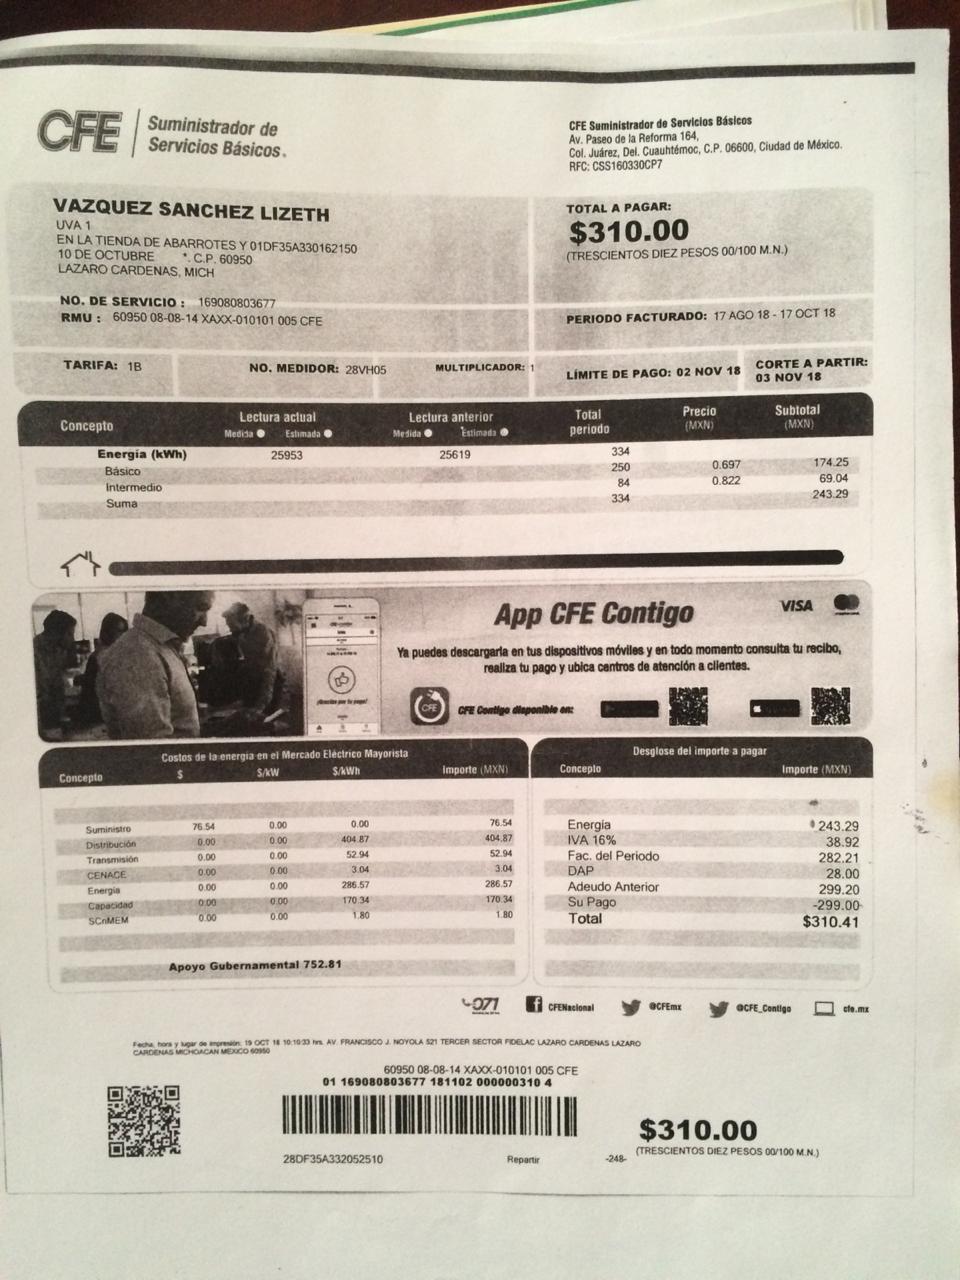 CFE
Suministrador de
Servicios Básicos.
CFE Suministrador de Servicios Básicos
Av. Paseo de la Reforma 164,
Col. Juárez, Del. Cuauhtémoc, C.P. 06600, Ciudad de México.
RFC: CSS160330CP7
VAZQUEZ SANCHEZ LIZETH
UVA 1
EN LA TIENDA DE ABARROTES Y 01DF35A330162150
10 DE OCTUBRE *. C.P. 60950
LAZARO CARDENAS, MICH
NO. DE SERVICIO : 169080803677
RMU : 60950 08-08-14 XAXX-010101 005 CFE
TOTAL A PAGAR:
$310.00
(TRESCIENTOS DIEZ PESOS 00/100 M.N.)
PERIODO FACTURADO: 17 AGO 18 - 17 OCT 18
TARIFA: 1B NO. MEDIDOR: 28VH05 MULTIPLICADOR: 1
LÍMITE DE PAGO: 02 NOV 18
CORTE A PARTIR:
03 NOV 18
Concepto Lectura actual Lectura anterior Total periodo Precio (MXN) Subtotal (MXN)
Medida Estimada Medida Estimada
Energía (kWh) 25953 25619 334
Básico 250 0.697 174.25
Intermedio 84 0.822 69.04
Suma 334 243.29
App CFE Contigo
VISA
Ya puedes descargarla en tus dispositivos móviles y en todo momento consulta tu recibo,
realiza tu pago y ubica centros de atención a clientes.
CFE
CFE Contigo disponible en:
Costos de la energía en el Mercado Eléctrico Mayorista
Concepto $ $/kW $/kWh Importe (MXN)
Suministro 76.54 0.00 0.00 76.54
Distribución 0.00 0.00 404.87 404.87
Transmisión 0.00 0.00 52.94 52.94
CENACE 0.00 0.00 3.04 3.04
Energía 0.00 0.00 286.57 286.57
Capacidad 0.00 0.00 170.34 170.34
SCnMEM 0.00 0.00 1.80 1.80
Apoyo Gubernamental 752.81
Desglose del importe a pagar
Concepto Importe (MXN)
Energía 243.29
IVA 16% 38.92
Fac. del Periodo 282.21
DAP 28.00
Adeudo Anterior 299.20
Su Pago -299.00
Total $310.41
071
CFENacional
@CFEmx
@CFE_Contigo
cfe.mx
Fecha, hora y lugar de impresión: 19 OCT 18 10:10:33 hrs. AV. FRANCISCO J. NOYOLA 521 TERCER SECTOR FIDELAC LAZARO CARDENAS LAZARO
CARDENAS MICHOACAN MEXICO 60950
60950 08-08-14 XAXX-010101 005 CFE
01 169080803677 181102 000000310 4
28DF35A332052510 Repartir -248-
$310.00
(TRESCIENTOS DIEZ PESOS 00/100 M.N.)